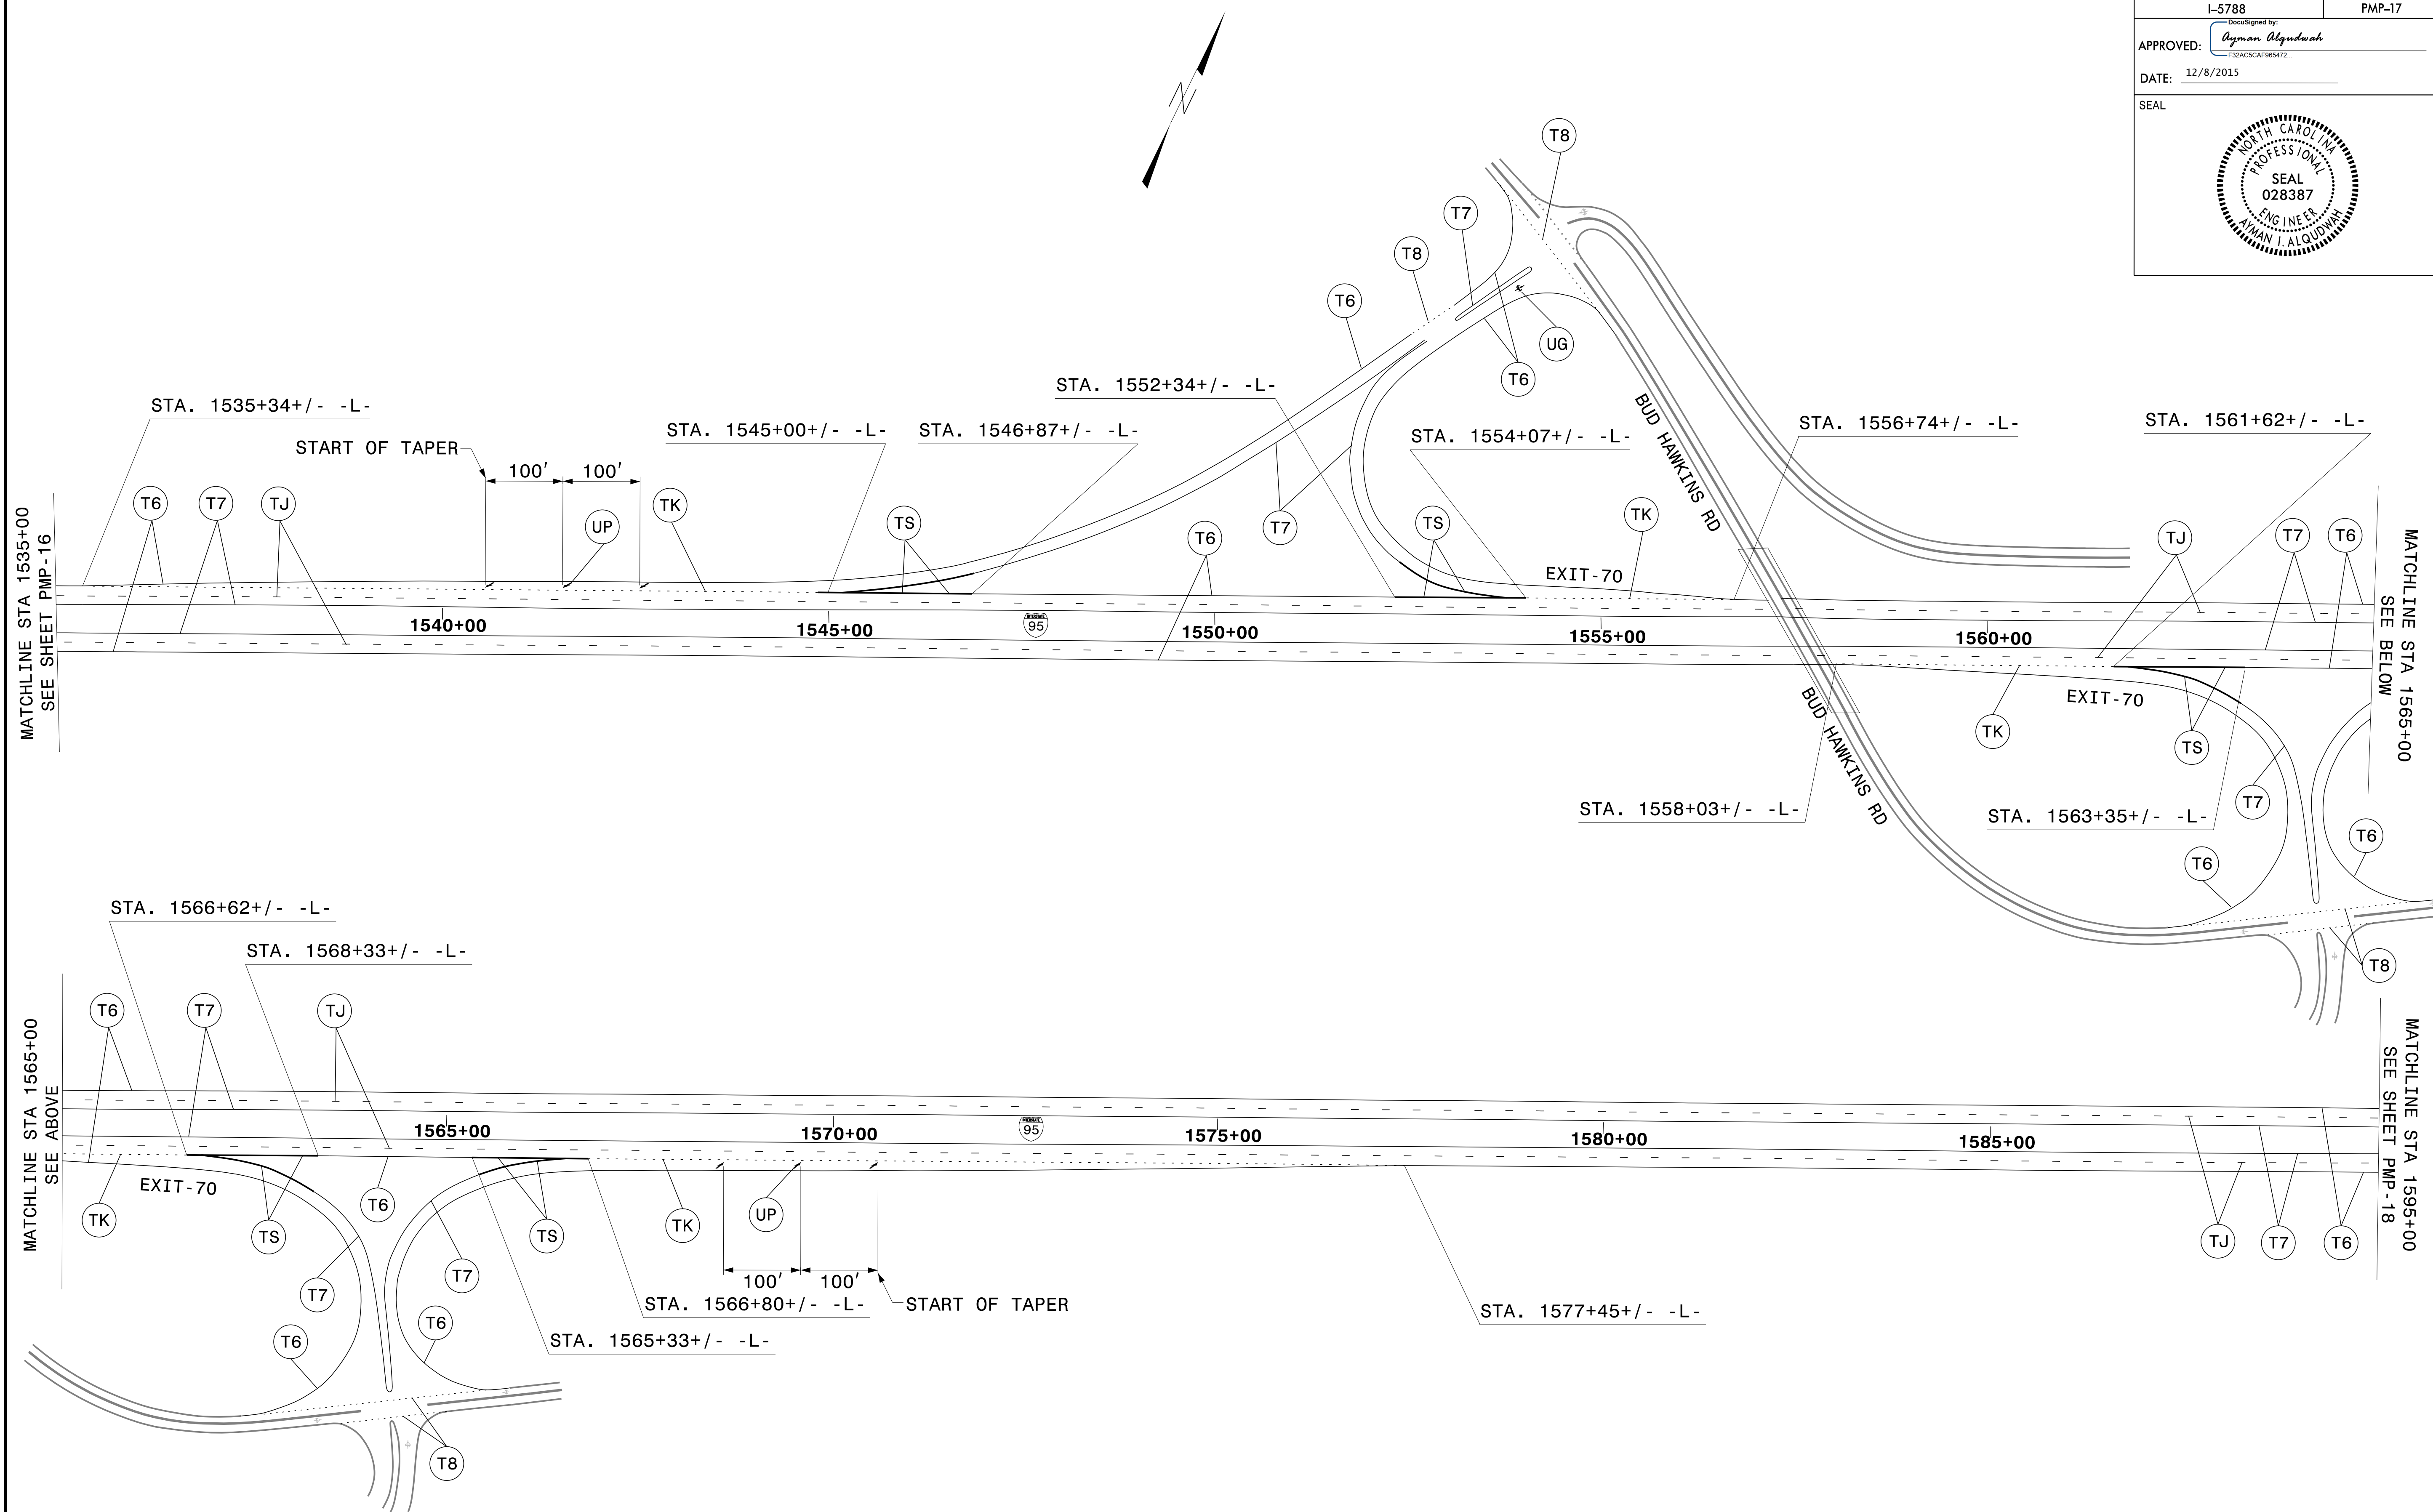 I-5788
PMP-17
DocuSigned by:
APPROVED: Ayman Alqudwah
F32AC5CAF965472...
DATE: 12/8/2015
SEAL
NORTH CAROLINA
PROFESSIONAL
SEAL
028387
ENGINEER
AYMAN I. ALQUDWAH
N
T8
T7
T8
T6
UG
T6
STA. 1552+34+/- -L-
STA. 1535+34+/- -L-
START OF TAPER
100'
100'
STA. 1545+00+/- -L-
STA. 1546+87+/- -L-
STA. 1554+07+/- -L-
BUD HAWKINS RD
STA. 1556+74+/- -L-
STA. 1561+62+/- -L-
MATCHLINE STA 1535+00
SEE SHEET PMP-16
T6
T7
TJ
UP
TK
TS
T6
T7
TS
TK
EXIT-70
TJ
T7
T6
MATCHLINE STA 1565+00
SEE BELOW
1540+00
1545+00
INTERSTATE
95
1550+00
1555+00
1560+00
BUD HAWKINS RD
EXIT-70
TK
TS
STA. 1558+03+/- -L-
STA. 1563+35+/- -L-
T7
T6
T6
T8
STA. 1566+62+/- -L-
STA. 1568+33+/- -L-
MATCHLINE STA 1565+00
SEE ABOVE
T6
T7
TJ
1565+00
1570+00
INTERSTATE
95
1575+00
1580+00
1585+00
MATCHLINE STA 1595+00
SEE SHEET PMP-18
EXIT-70
TK
TS
T6
TS
TK
UP
TJ
T7
T6
T7
T7
100'
100'
START OF TAPER
STA. 1566+80+/- -L-
STA. 1565+33+/- -L-
STA. 1577+45+/- -L-
T6
T6
T8